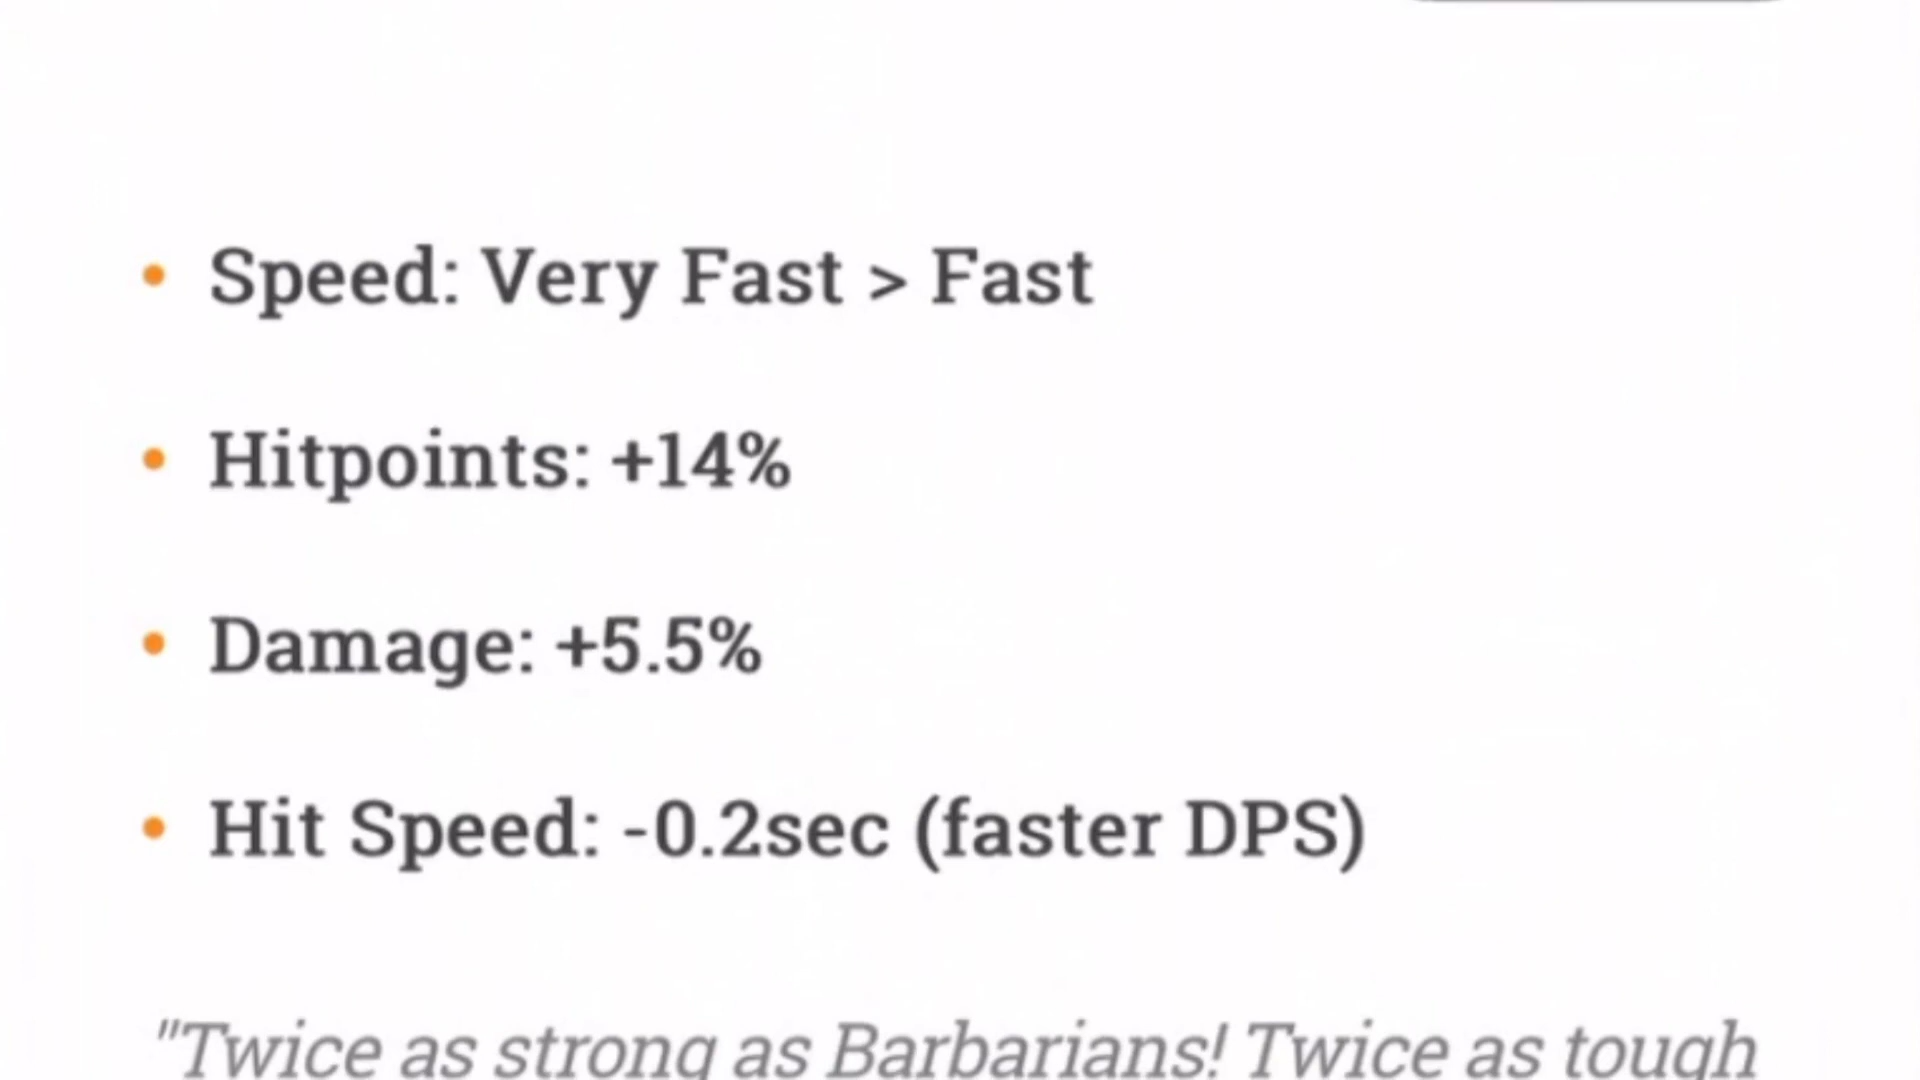 • Speed: Very Fast > Fast
• Hitpoints: +14%
• Damage: +5.5%
• Hit Speed: -0.2sec (faster DPS)
"Twice as strong as Barbarians! Twice as tough